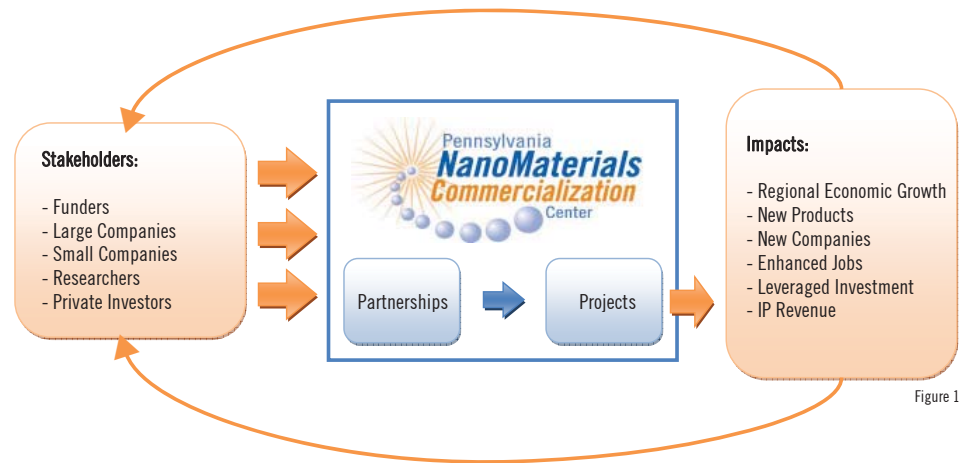 Stakeholders:
- Funders
- Large Companies
- Small Companies
- Researchers
- Private Investors
Pennsylvania
NanoMaterials
Commercialization
Center
Partnerships
Projects
Impacts:
- Regional Economic Growth
- New Products
- New Companies
- Enhanced Jobs
- Leveraged Investment
- IP Revenue
Figure 1